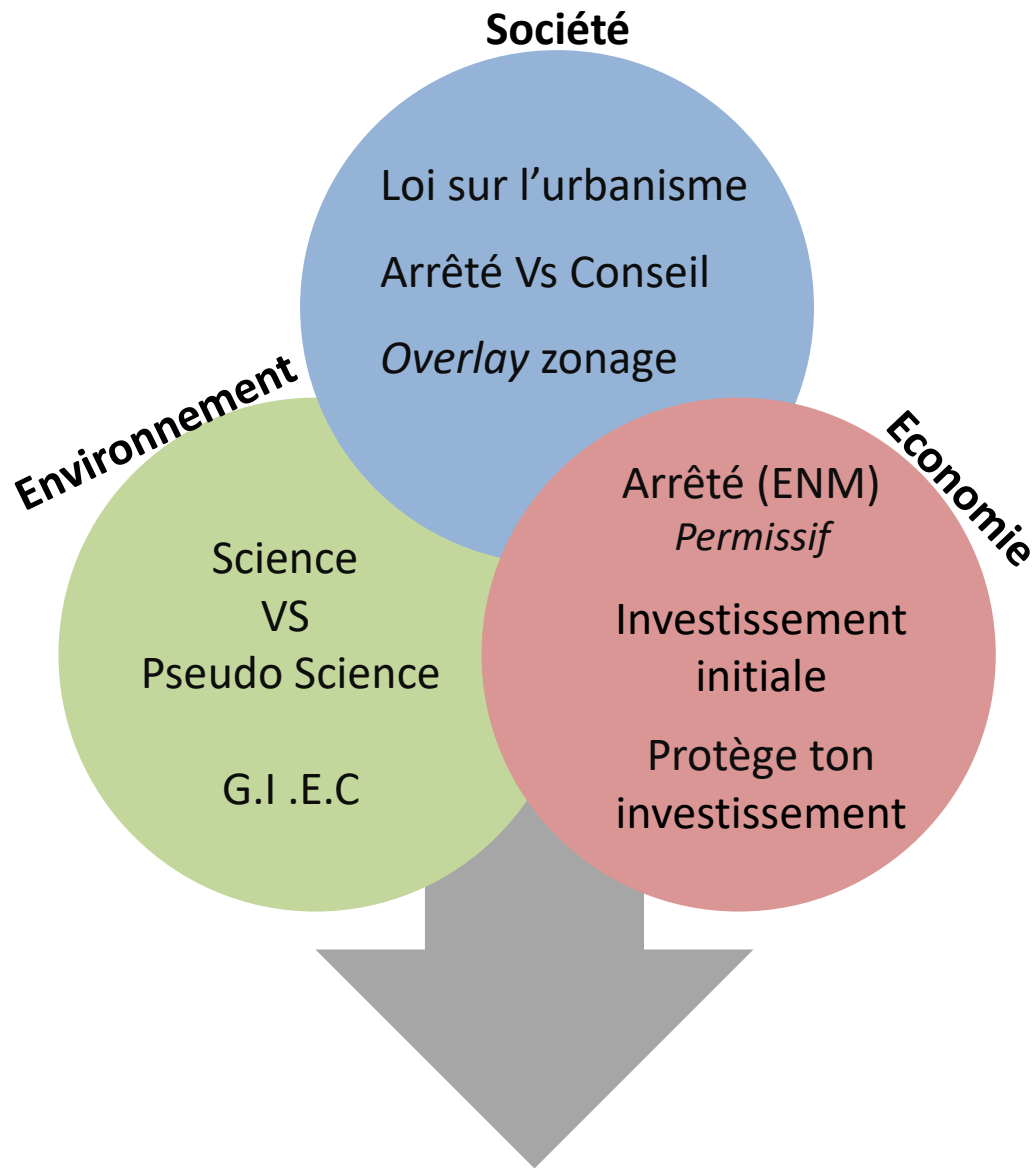 Société
Loi sur l'urbanisme
Arrêté Vs Conseil
Overlay zonage
Environnement
Science
VS
Pseudo Science
G.I .E.C
Economie
Arrêté (ENM)
Permissif
Investissement
initiale
Protège ton
investissement